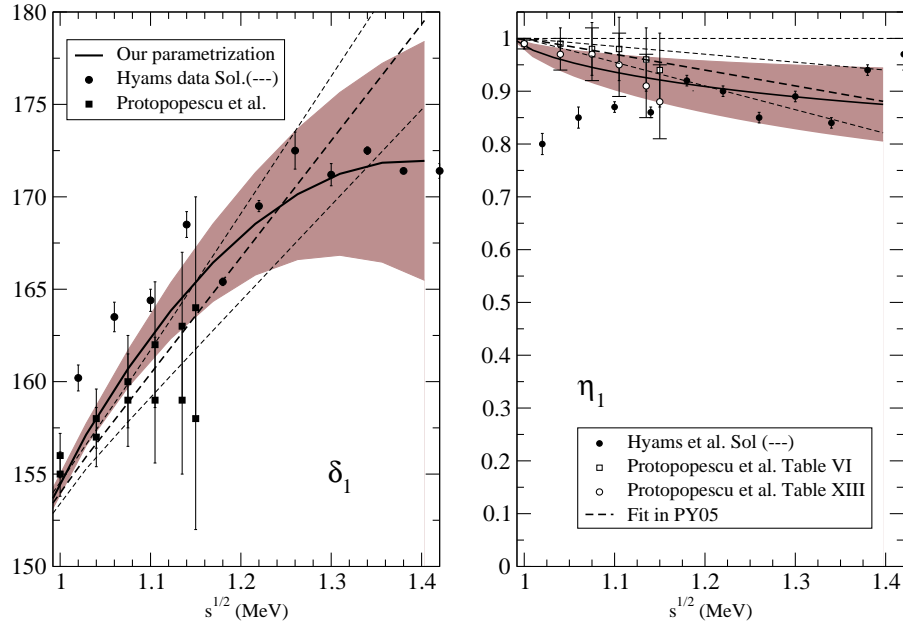 180
175
170
165
160
155
150
Our parametrization
Hyams data Sol.(---)
Protopopescu et al.
δ1
1
1.1
1.2
1.3
1.4
s^1/2 (MeV)
1
0.9
0.8
0.7
0.6
0.5
0.4
0.3
0.2
0.1
0
η1
Hyams et al. Sol (---)
Protopopescu et al. Table VI
Protopopescu et al. Table XIII
Fit in PY05
1
1.1
1.2
1.3
1.4
s^1/2 (MeV)